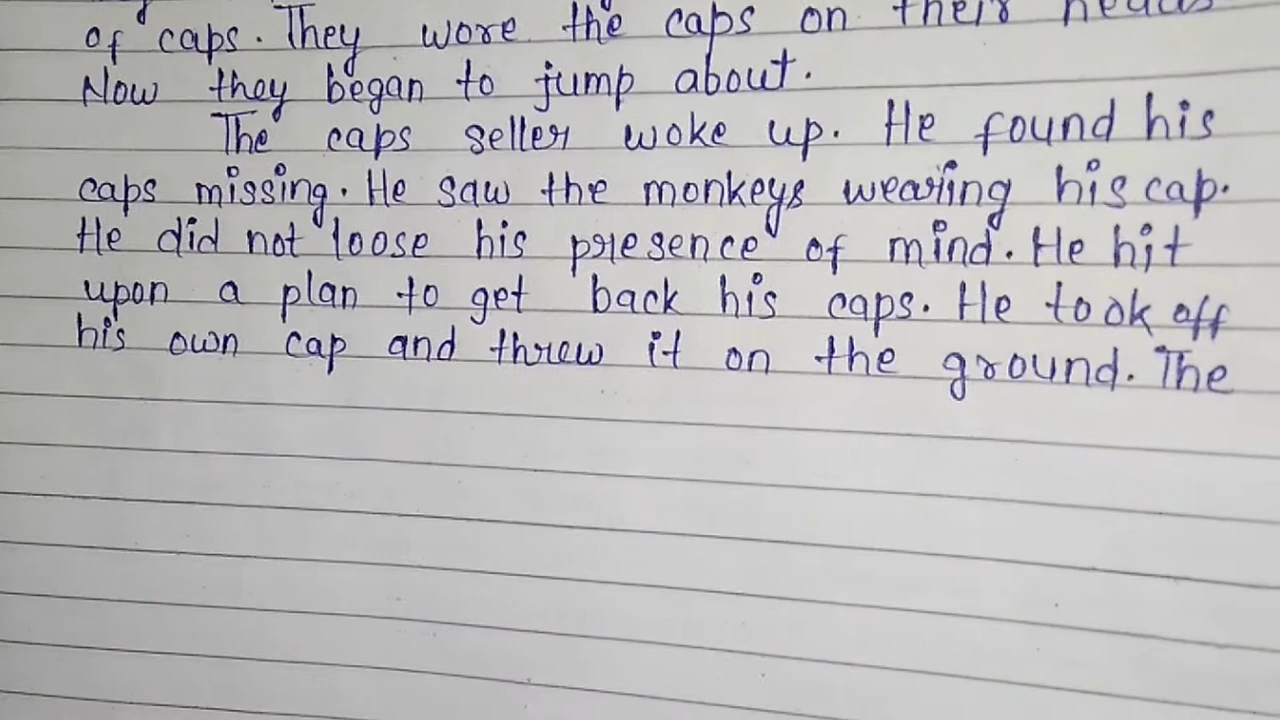 of caps. They wore the caps on their heads
Now they began to jump about.
The caps seller woke up. He found his
caps missing. He saw the monkeys wearing his cap.
He did not loose his presence of mind. He hit
upon a plan to get back his caps. He took off
his own cap and threw it on the ground. The